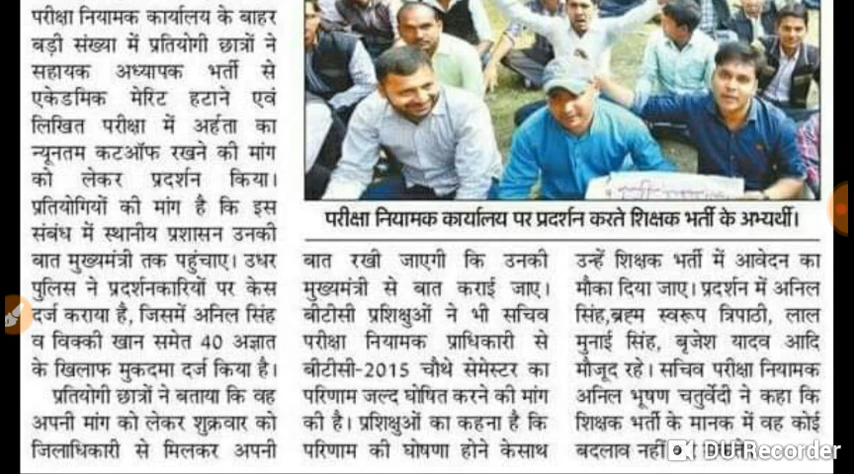 परीक्षा नियामक कार्यालय के बाहर
बड़ी संख्या में प्रतियोगी छात्रों ने
सहायक अध्यापक भर्ती से
एकेडमिक मेरिट हटाने एवं
लिखित परीक्षा में अर्हता का
न्यूनतम कटऑफ रखने की मांग
को लेकर प्रदर्शन किया।
प्रतियोगियों की मांग है कि इस
संबंध में स्थानीय प्रशासन उनकी
बात मुख्यमंत्री तक पहुंचाए। उधर
पुलिस ने प्रदर्शनकारियों पर केस
दर्ज कराया है, जिसमें अनिल सिंह
व विक्की खान समेत 40 अज्ञात
के खिलाफ मुकदमा दर्ज किया है।
प्रतियोगी छात्रों ने बताया कि वह
अपनी मांग को लेकर शुक्रवार को
जिलाधिकारी से मिलकर अपनी
परीक्षा नियामक कार्यालय पर प्रदर्शन करते शिक्षक भर्ती के अभ्यर्थी।
बात रखी जाएगी कि उनकी
मुख्यमंत्री से बात कराई जाए।
बीटीसी प्रशिक्षुओं ने भी सचिव
परीक्षा नियामक प्राधिकारी से
बीटीसी-2015 चौथे सेमेस्टर का
परिणाम जल्द घोषित करने की मांग
की है। प्रशिक्षुओं का कहना है कि
परिणाम की घोषणा होने केसाथ
उन्हें शिक्षक भर्ती में आवेदन का
मौका दिया जाए। प्रदर्शन में अनिल
सिंह,ब्रह्म स्वरूप त्रिपाठी, लाल
मुनाई सिंह, बृजेश यादव आदि
मौजूद रहे। सचिव परीक्षा नियामक
अनिल भूषण चतुर्वेदी ने कहा कि
शिक्षक भर्ती के मानक में वह कोई
बदलाव नहीं
DU Recorder